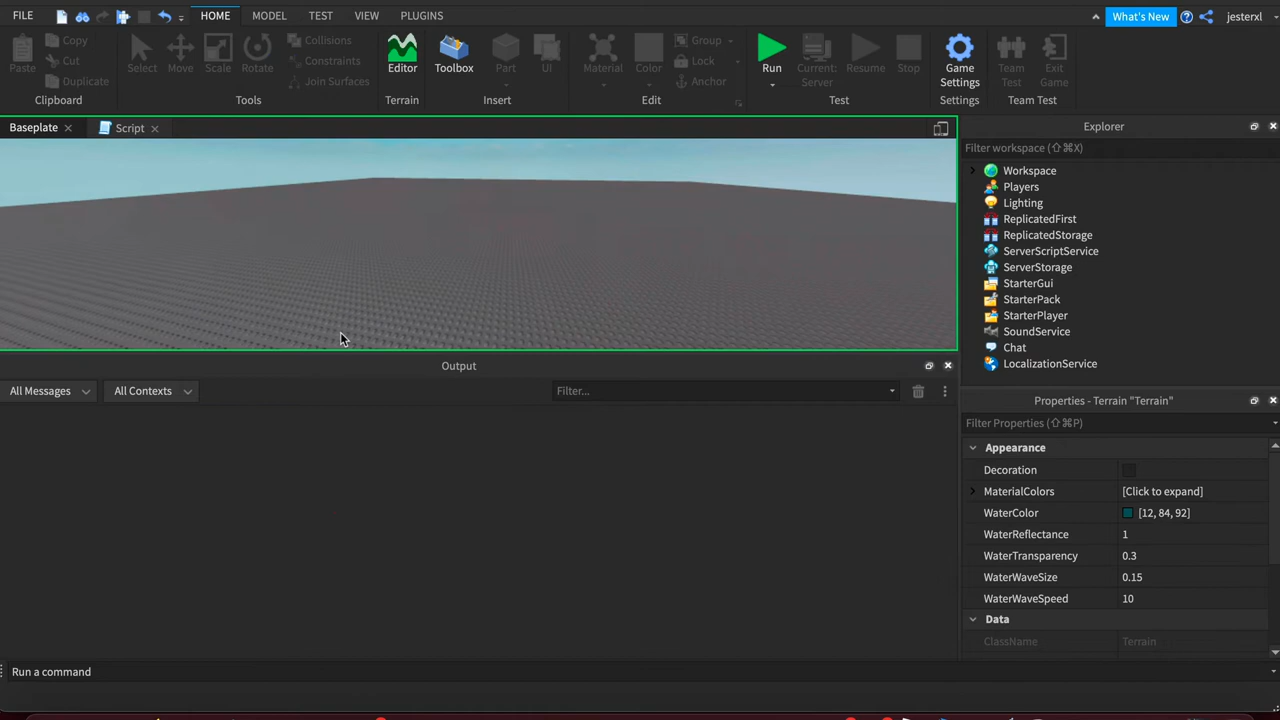 FILE HOME MODEL TEST VIEW PLUGINS What's New jesterxl
Paste Copy Cut Duplicate Select Move Scale Rotate Collisions Constraints Join Surfaces Editor Toolbox Part UI Material Color Group Lock Anchor Run Current: Server Resume Stop Game Settings Team Test Exit Game
Clipboard Tools Terrain Insert Edit Test Settings Team Test
Baseplate Script
Explorer
Filter workspace (⇧⌘X)
Workspace
Players
Lighting
ReplicatedFirst
ReplicatedStorage
ServerScriptService
ServerStorage
StarterGui
StarterPack
StarterPlayer
SoundService
Chat
LocalizationService
Output
All Messages All Contexts Filter...
Properties - Terrain "Terrain"
Filter Properties (⇧⌘P)
Appearance
Decoration
MaterialColors [Click to expand]
WaterColor [12, 84, 92]
WaterReflectance 1
WaterTransparency 0.3
WaterWaveSize 0.15
WaterWaveSpeed 10
Data
ClassName Terrain
Run a command